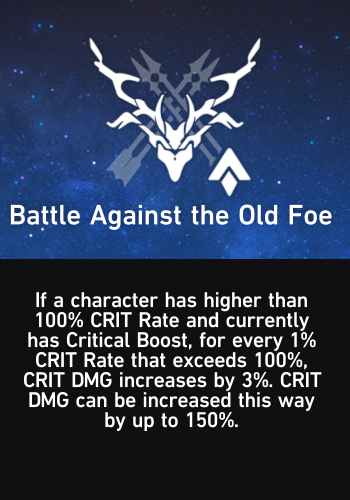 Battle Against the Old Foe
If a character has higher than
100% CRIT Rate and currently
has Critical Boost, for every 1%
CRIT Rate that exceeds 100%,
CRIT DMG increases by 3%. CRIT
DMG can be increased this way
by up to 150%.